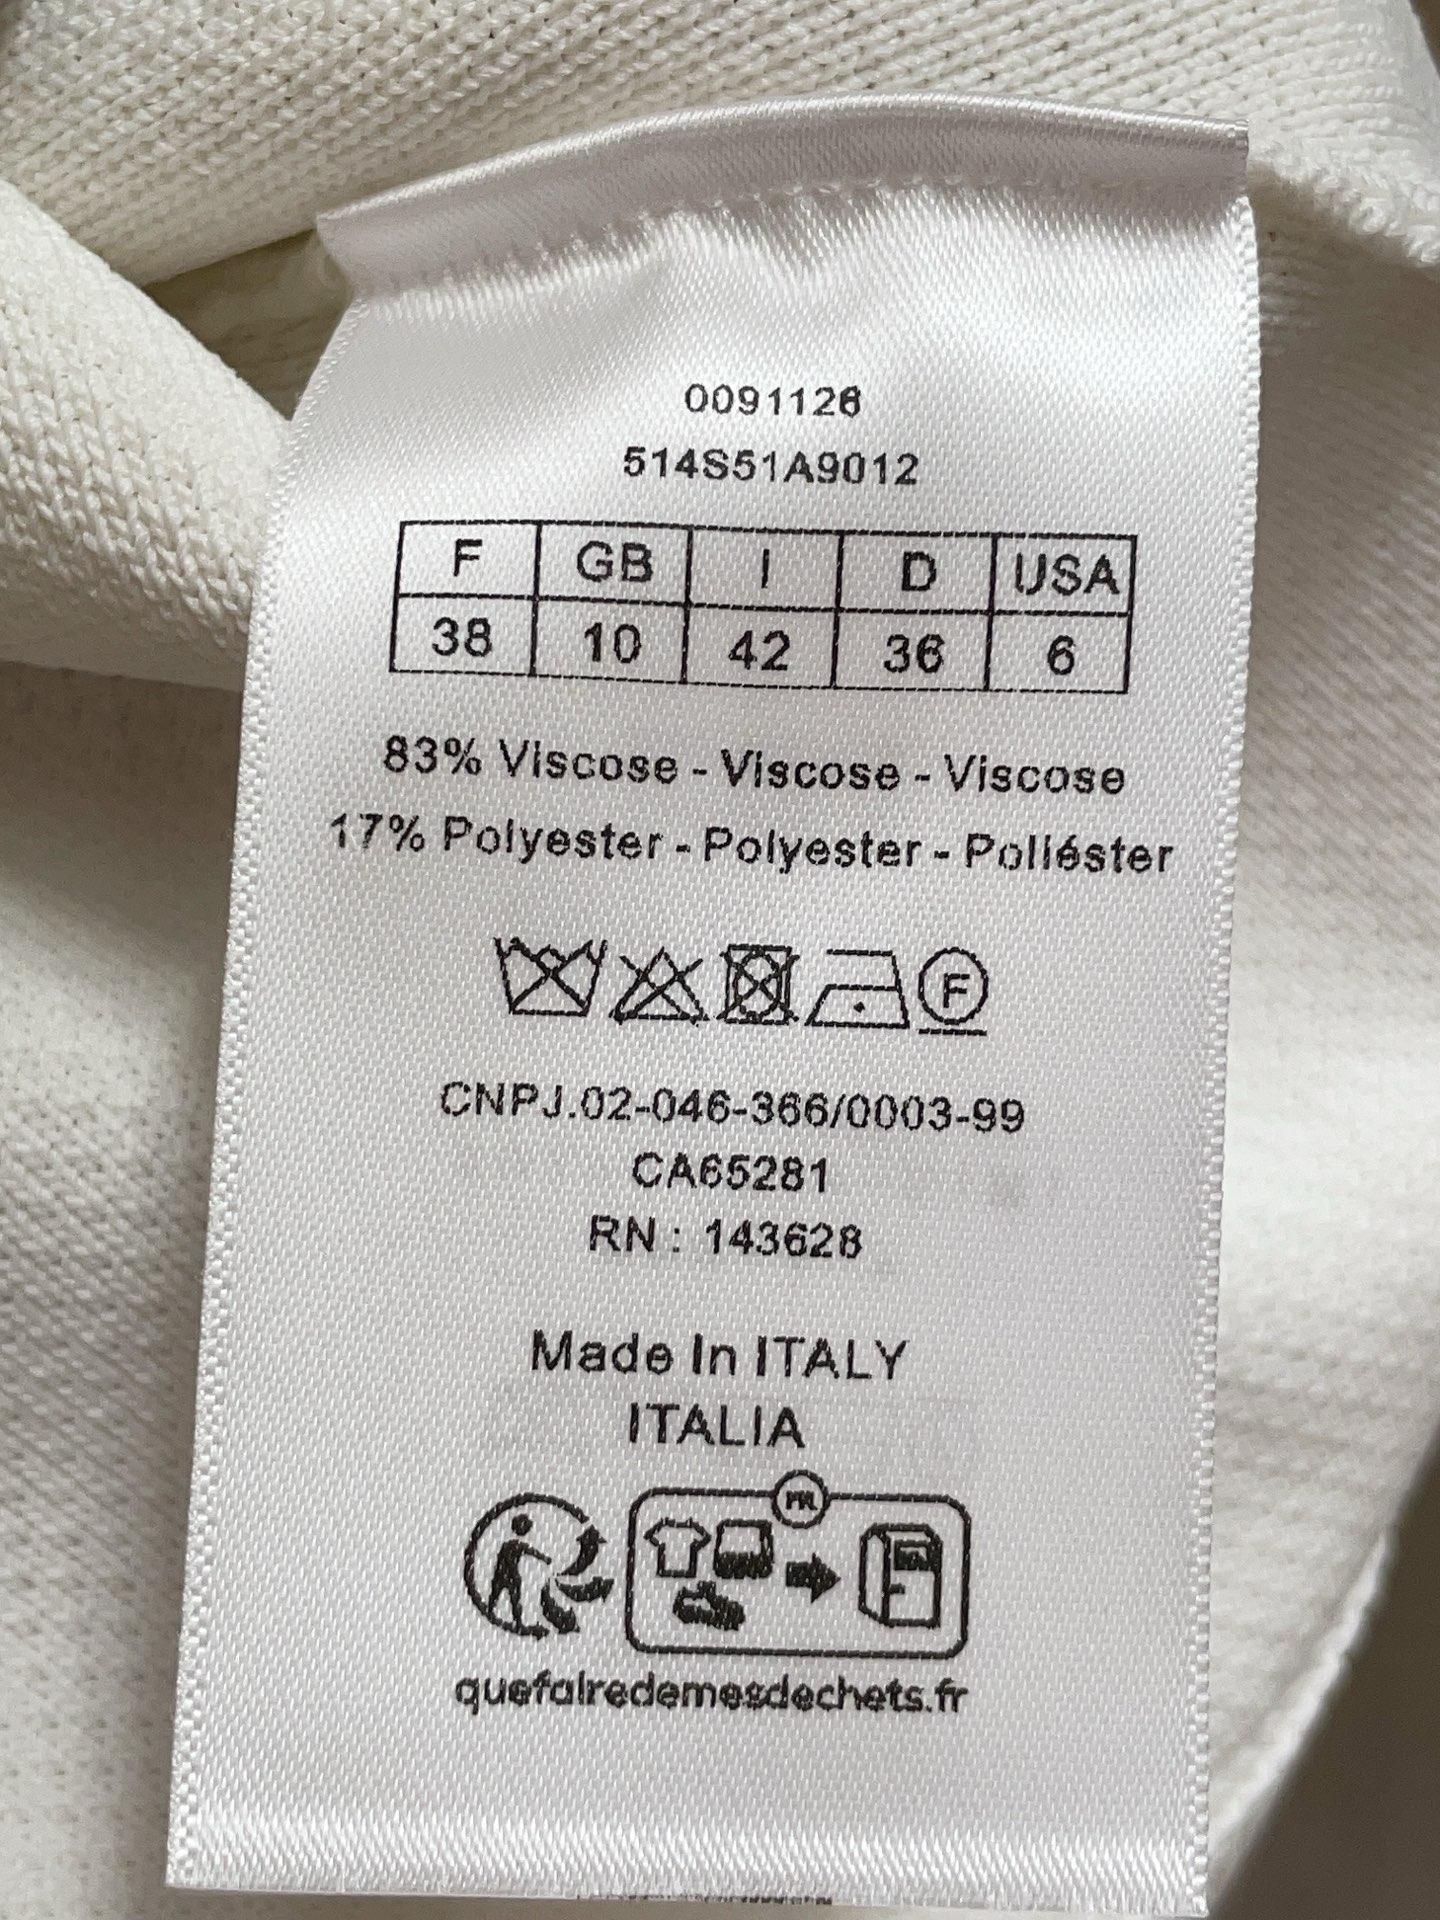 0091126
514S51A9012
F GB I D USA
38 10 42 36 6
83% Viscose - Viscose - Viscose
17% Polyester - Polyester - Poliéster
F
CNPJ.02-046-366/0003-99
CA65281
RN : 143628
Made In ITALY
ITALIA
FR
quefairedemesdechets.fr